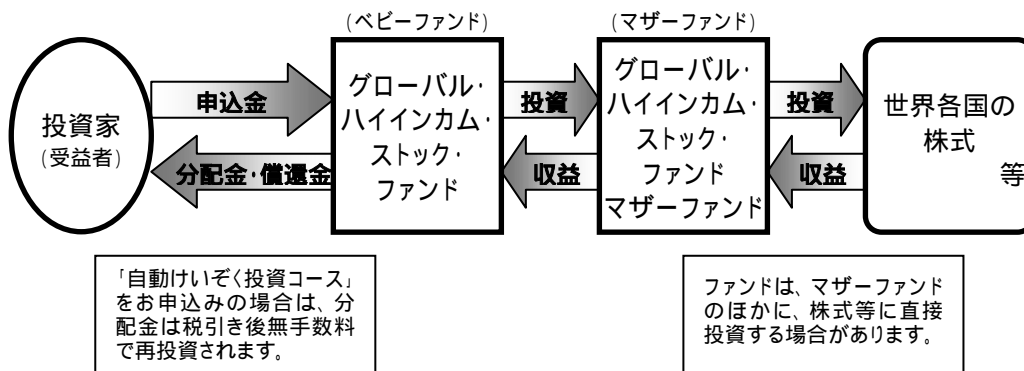 (ベビーファンド)
(マザーファンド)
投資家
(受益者)
申込金
分配金・償還金
グローバル・
ハイインカム・
ストック・
ファンド
投資
収益
グローバル・
ハイインカム・
ストック・
ファンド
マザーファンド
投資
収益
世界各国の
株式
等
「自動けいぞく投資コース」
をお申込みの場合は、分
配金は税引き後無手数料
で再投資されます。
ファンドは、マザーファンド
のほかに、株式等に直接
投資する場合があります。